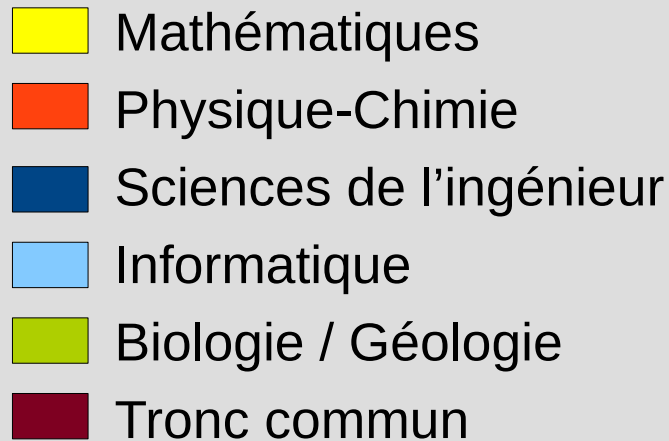 Mathématiques
Physique-Chimie
Sciences de l’ingénieur
Informatique
Biologie / Géologie
Tronc commun